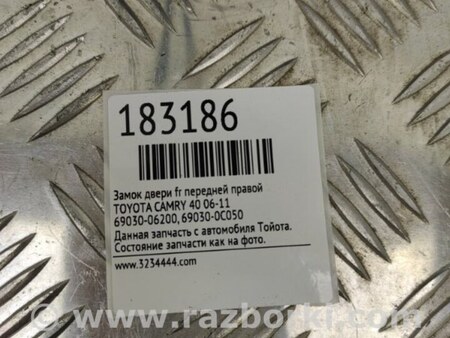 183186
Замок двери fr передней правой
TOYOTA CAMRY 40 06-11
69030-06200, 69030-0C050
Данная запчасть с автомобиля Тойота.
Состояние запчасти как на фото.
www.3234444.com
© www.razborki.com